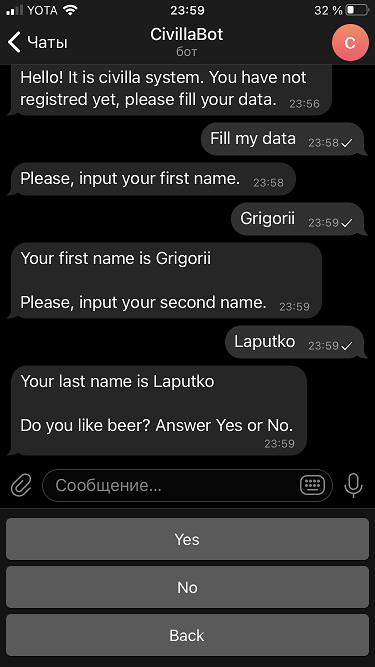 YOTA 23:59 32 %
Чаты CivillaBot C
бот
Hello! It is civilla system. You have not
registred yet, please fill your data. 23:56
Fill my data 23:58
Please, input your first name. 23:58
Grigorii 23:59
Your first name is Grigorii
Please, input your second name. 23:59
Laputko 23:59
Your last name is Laputko
Do you like beer? Answer Yes or No.
23:59
Сообщение...
Yes
No
Back